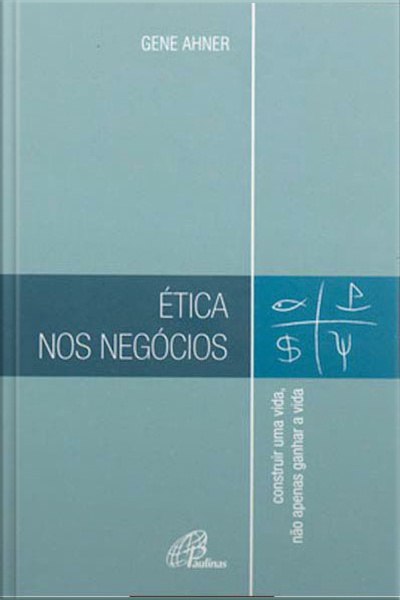 GENE AHNER
ÉTICA
NOS NEGÓCIOS
construir uma vida,
não apenas ganhar a vida
Paulinas